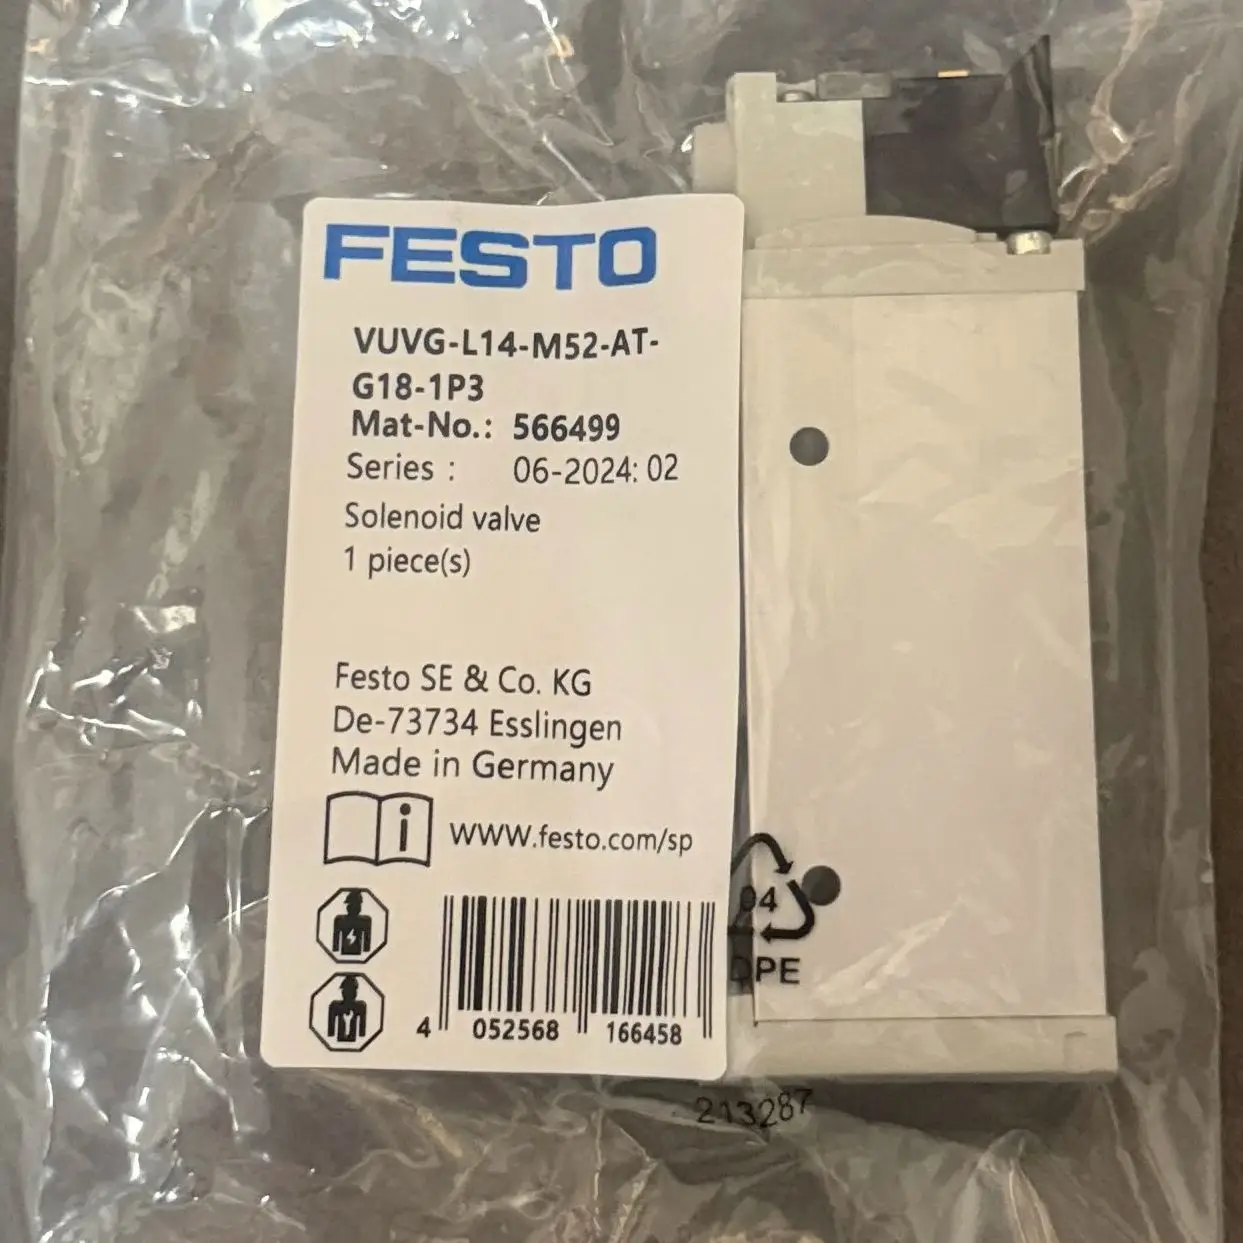 FESTO
VUVG-L14-M52-AT-
G18-1P3
Mat-No.: 566499
Series : 06-2024: 02
Solenoid valve
1 piece(s)
Festo SE & Co. KG
De-73734 Esslingen
Made in Germany
i WWW.festo.com/sp
4 052568 166458
04
DPE
213287